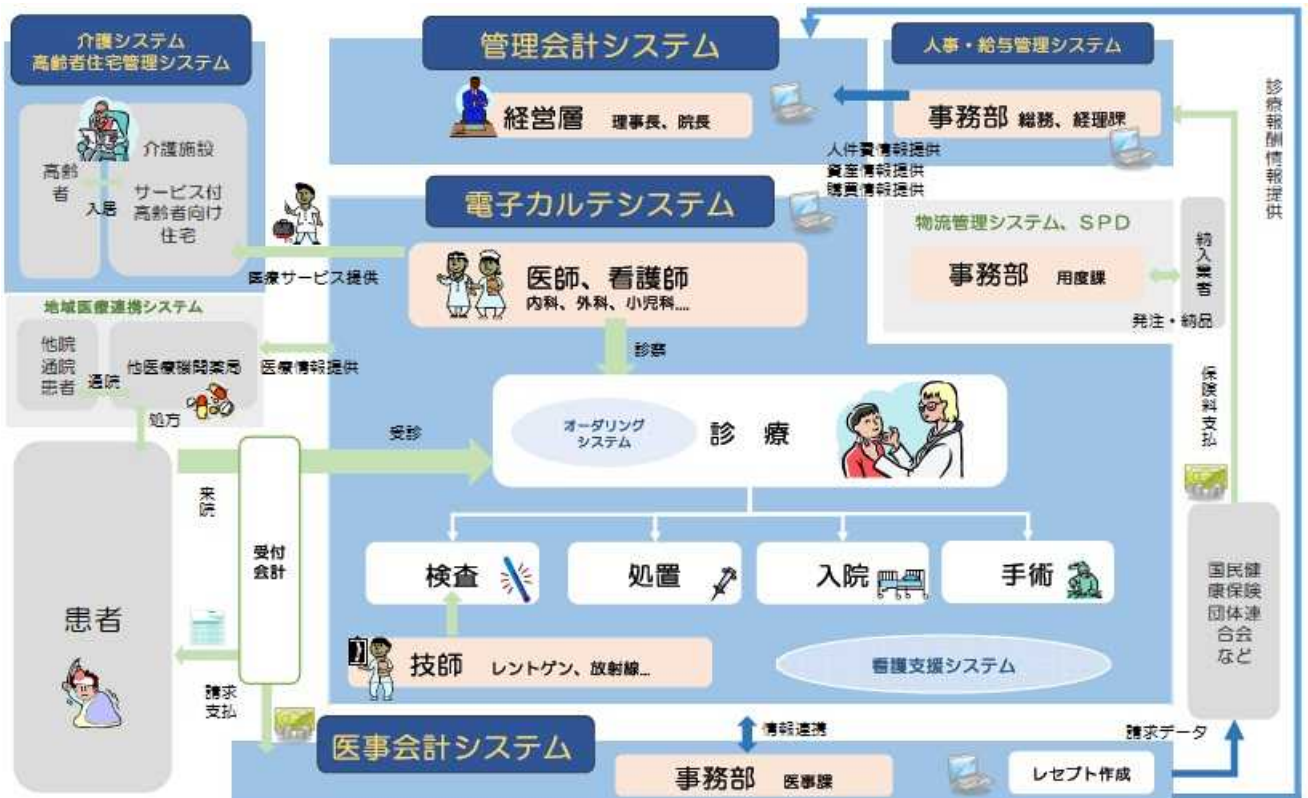 介護システム
高齢者住宅管理システム
高齢
者
入居
介護施設
サービス付
高齢者向け
住宅
管理会計システム
経営層 理事長、院長
人事・給与管理システム
事務部 総務、経理課
人件費情報提供
資産情報提供
購買情報提供
診療報酬情報提供
電子カルテシステム
医師、看護師
内科、外科、小児科....
医療サービス提供
物流管理システム、SPD
事務部 用度課
納入業者
発注・納品
地域医療連携システム
他院
通院
患者
通院
他医療機関薬局
医療情報提供
処方
診察
オーダリング
システム
診療
受診
来院
受付
会計
患者
請求
支払
検査
処置
入院
手術
技師 レントゲン、放射線...
看護支援システム
保険料支払
国民健
康保険
団体連
合会
など
医事会計システム
情報連携
事務部 医事課
レセプト作成
請求データ